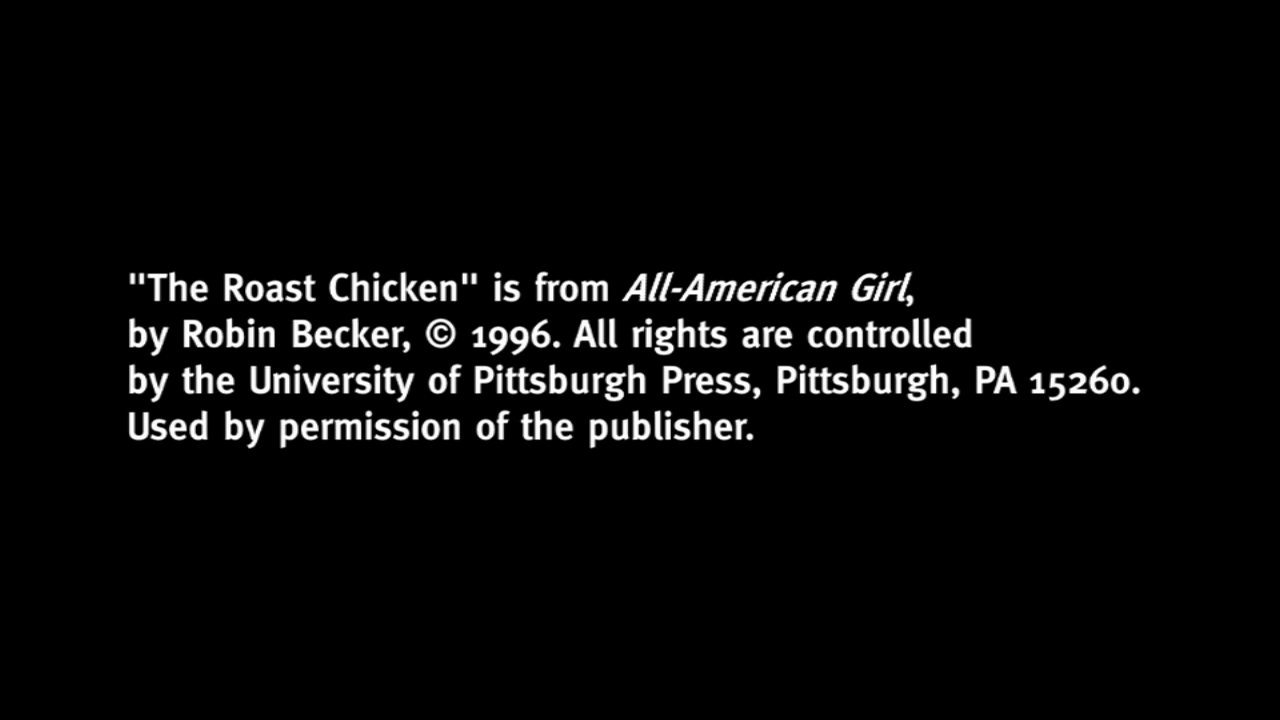 "The Roast Chicken" is from All-American Girl,
by Robin Becker, © 1996. All rights are controlled
by the University of Pittsburgh Press, Pittsburgh, PA 15260.
Used by permission of the publisher.